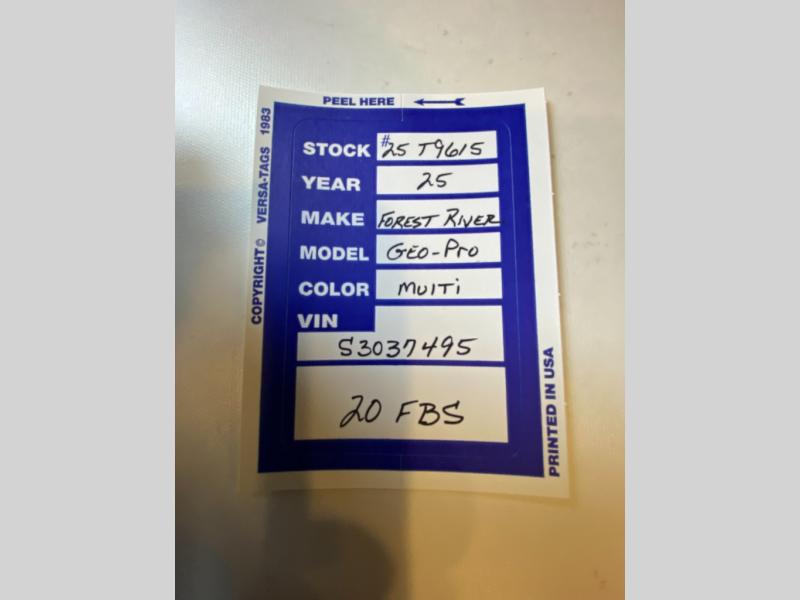 PEEL HERE
COPYRIGHT© VERSA-TAGS 1983
STOCK #25 T9615
YEAR 25
MAKE FOREST RIVER
MODEL GEO-PRO
COLOR MULTi
VIN
S3037495
20 FBS
PRINTED IN USA